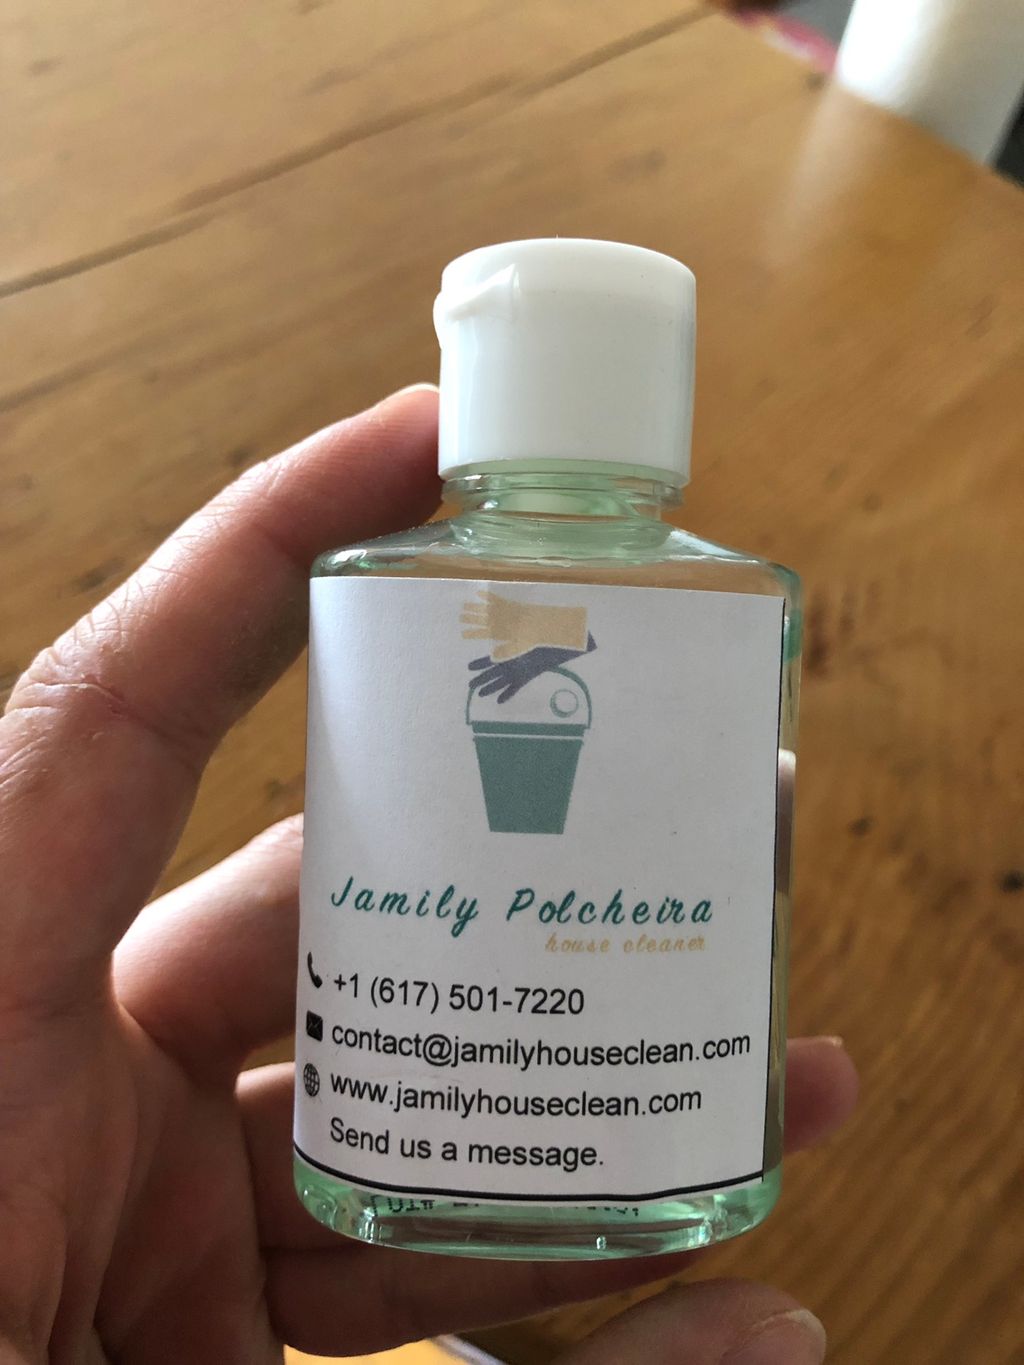 Jamily Polcheira
house cleaner
+1 (617) 501-7220
contact@jamilyhouseclean.com
www.jamilyhouseclean.com
Send us a message.